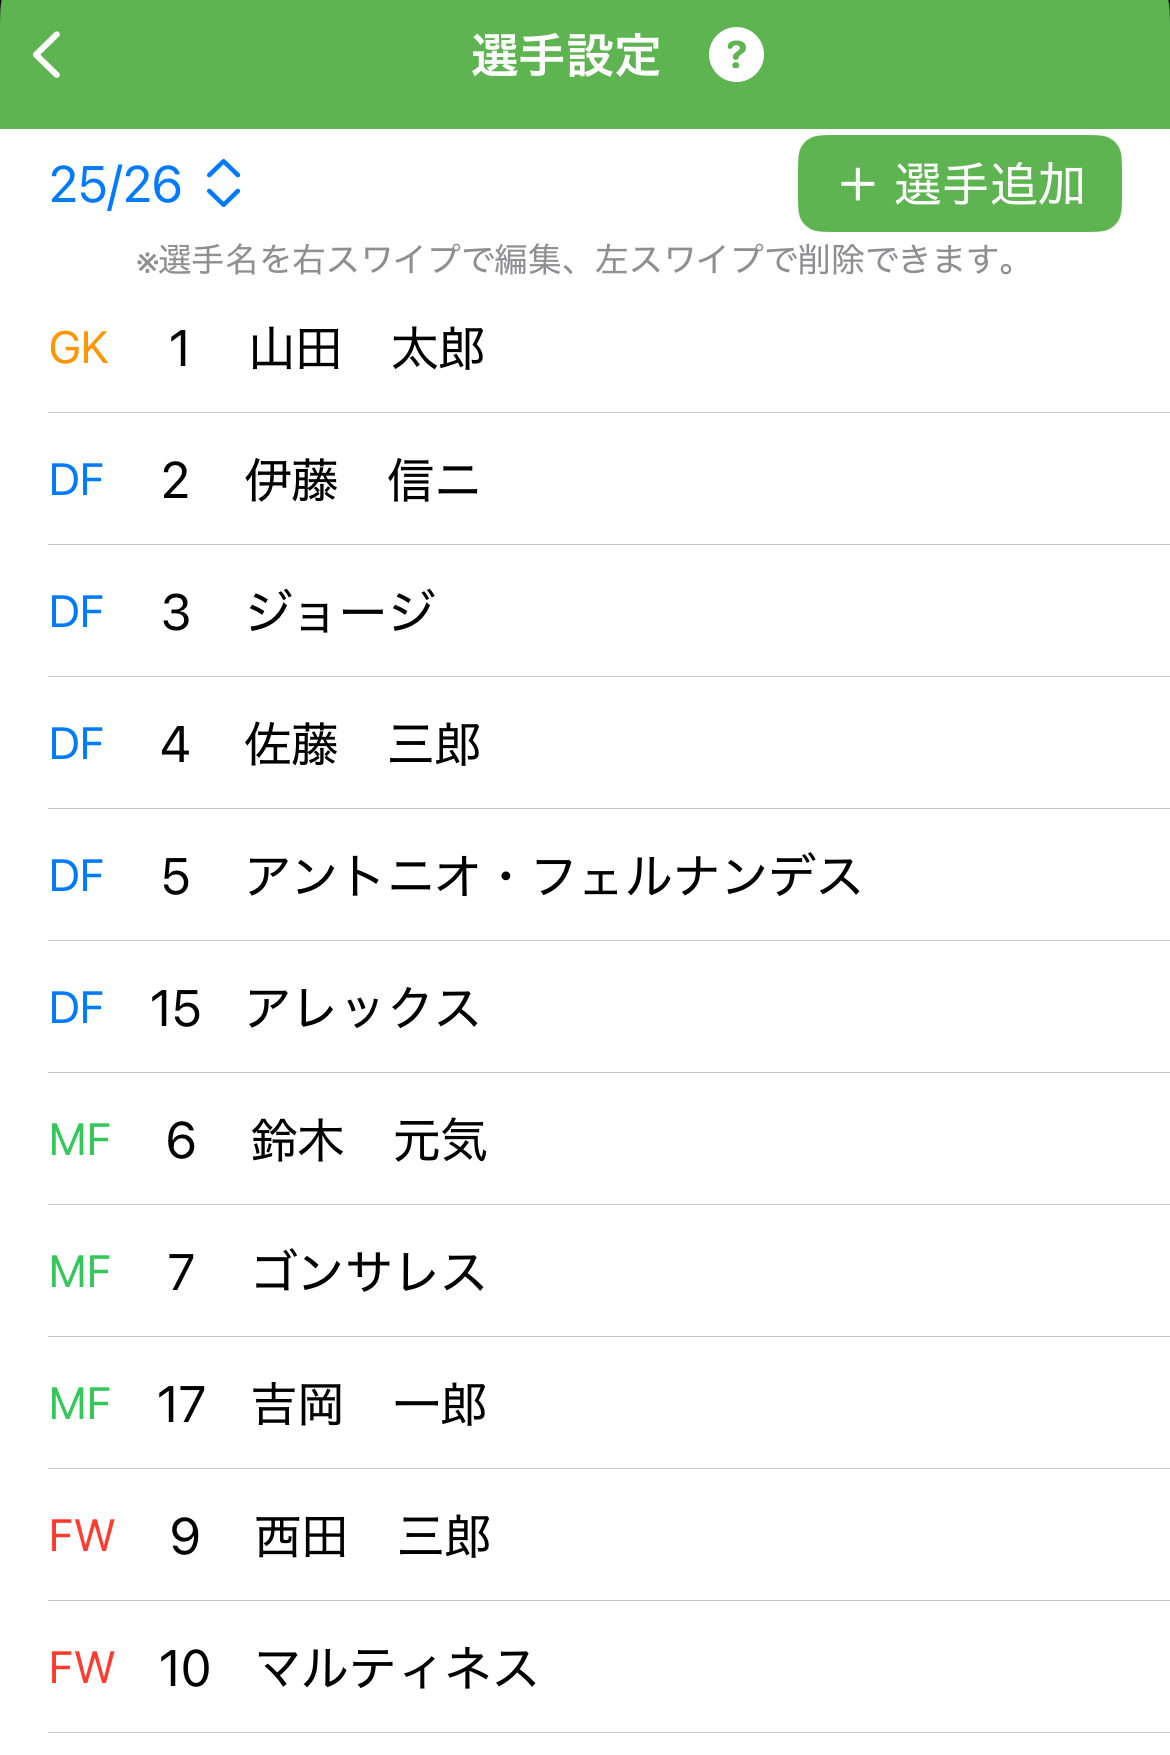 選手設定 ?
25/26 + 選手追加
※選手名を右スワイプで編集、左スワイプで削除できます。
GK 1 山田　太郎
DF 2 伊藤　信ニ
DF 3 ジョージ
DF 4 佐藤　三郎
DF 5 アントニオ・フェルナンデス
DF 15 アレックス
MF 6 鈴木　元気
MF 7 ゴンサレス
MF 17 吉岡　一郎
FW 9 西田　三郎
FW 10 マルティネス